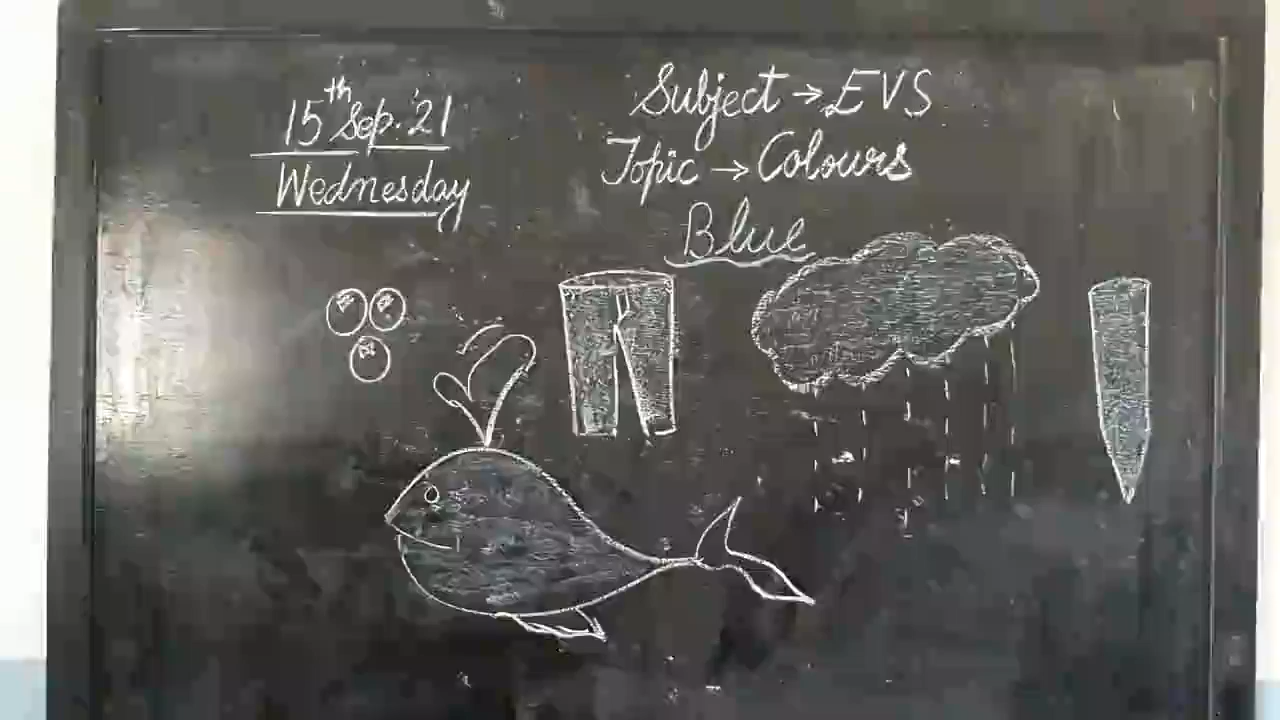 15th Sep.'21
Wednesday
Subject → EVS
Topic → Colours
Blue